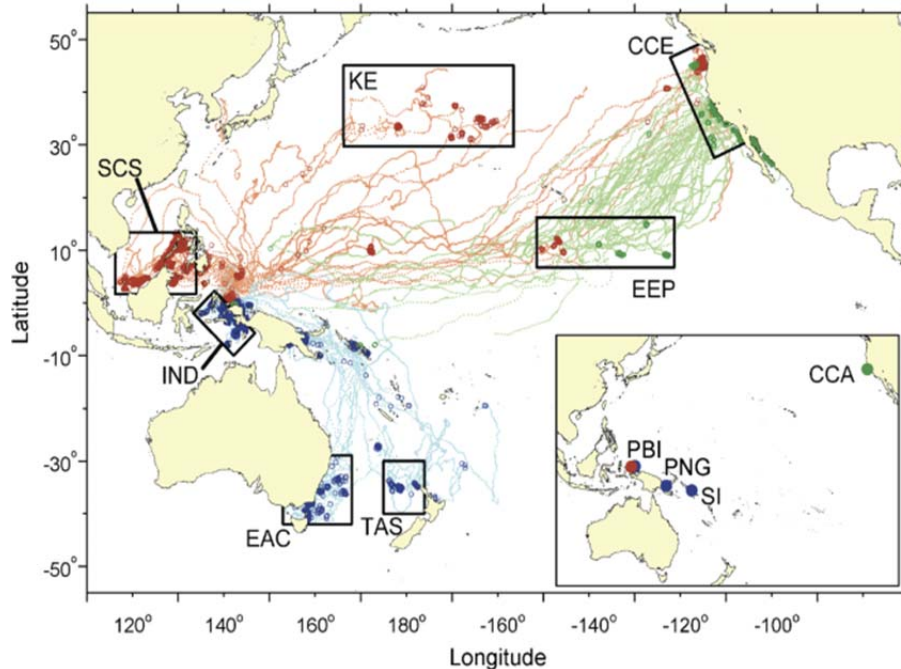 50°
CCE
KE
SCS
30°
10°
EEP
Latitude
-10°
IND
CCA
PBI
PNG
SI
-30°
EAC
TAS
-50°
120° 140° 160° 180° -160° -140° -120° -100°
Longitude